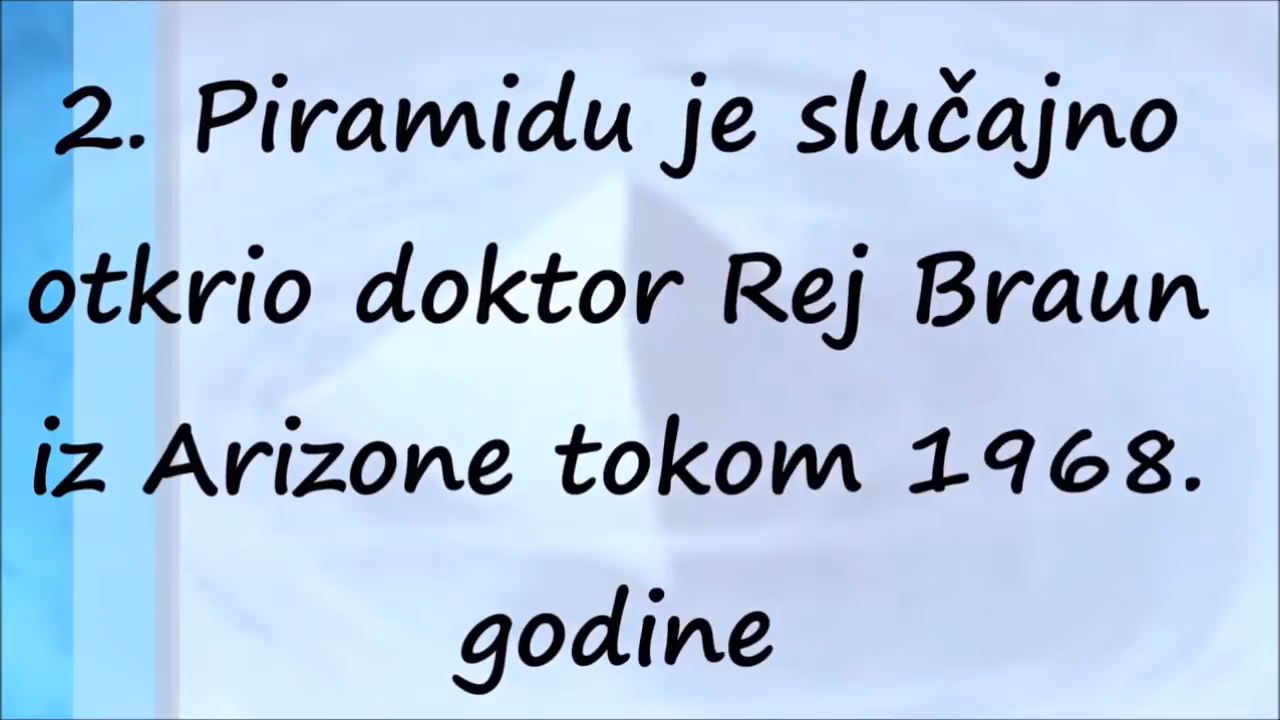 2. Piramidu je slučajno
otkrio doktor Rej Braun
iz Arizone tokom 1968.
godine